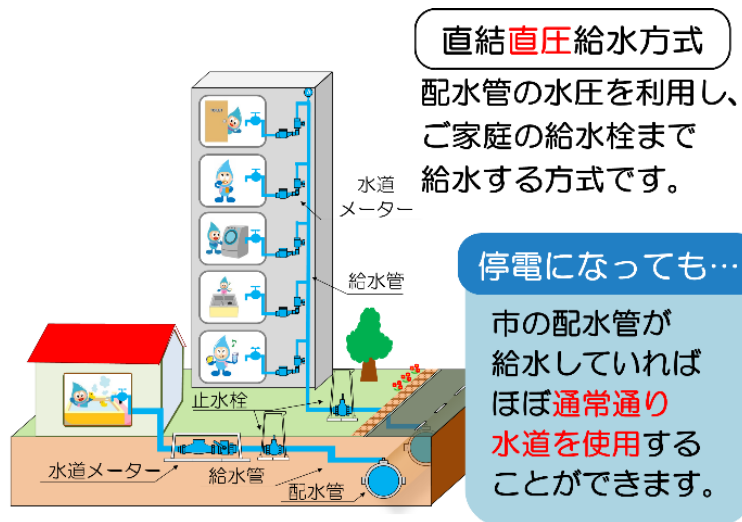 直結直圧給水方式
配水管の水圧を利用し、
ご家庭の給水栓まで
給水する方式です。
水道
メーター
給水管
停電になっても…
市の配水管が
給水していれば
ほぼ通常通り
水道を使用する
ことができます。
止水栓
水道メーター
給水管
配水管